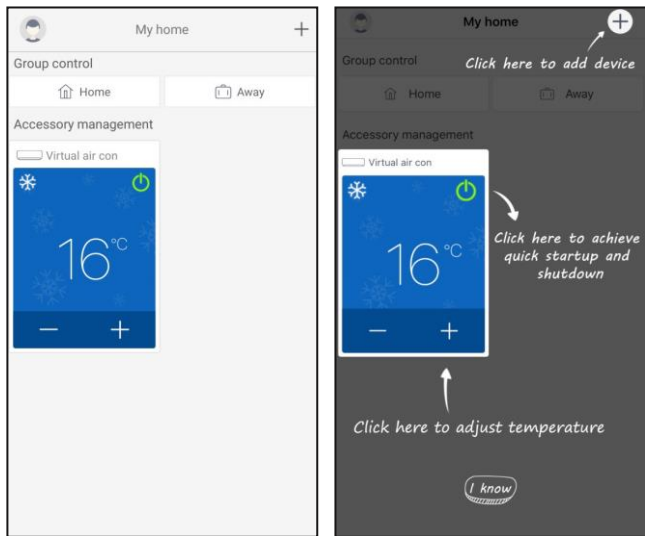 My home +
Group control
Home Away
Accessory management
Virtual air con
16°C
− +
My home +
Click here to add device
Group control
Home Away
Accessory management
Virtual air con
16°C
Click here to achieve
quick startup and
shutdown
− +
Click here to adjust temperature
I know